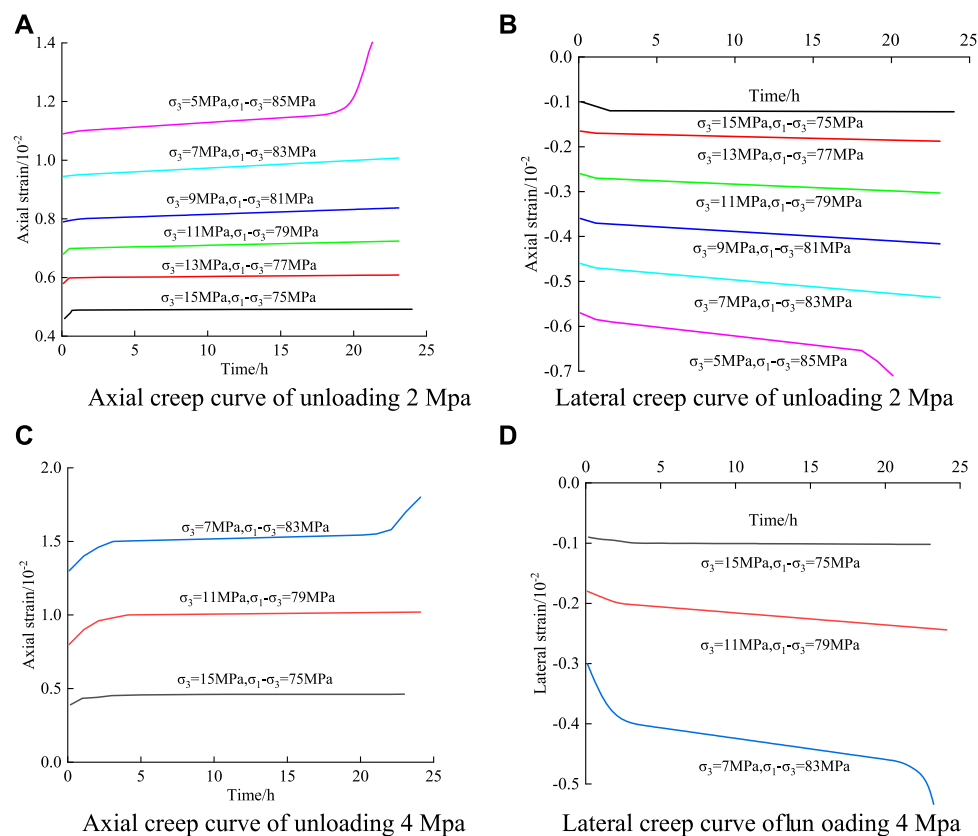 A
1.4
1.2
1.0
0.8
0.6
0.4
Axial strain/10⁻²
σ₃=5MPa,σ₁-σ₃=85MPa
σ₃=7MPa,σ₁-σ₃=83MPa
σ₃=9MPa,σ₁-σ₃=81MPa
σ₃=11MPa,σ₁-σ₃=79MPa
σ₃=13MPa,σ₁-σ₃=77MPa
σ₃=15MPa,σ₁-σ₃=75MPa
0 5 10 15 20 25
Time/h
Axial creep curve of unloading 2 Mpa
B
0 5 10 15 20 25
0.0
-0.1
-0.2
-0.3
-0.4
-0.5
-0.6
-0.7
Axial strain/10⁻²
Time/h
σ₃=15MPa,σ₁-σ₃=75MPa
σ₃=13MPa,σ₁-σ₃=77MPa
σ₃=11MPa,σ₁-σ₃=79MPa
σ₃=9MPa,σ₁-σ₃=81MPa
σ₃=7MPa,σ₁-σ₃=83MPa
σ₃=5MPa,σ₁-σ₃=85MPa
Lateral creep curve of unloading 2 Mpa
C
2.0
1.5
1.0
0.5
0.0
Axial strain/10⁻²
σ₃=7MPa,σ₁-σ₃=83MPa
σ₃=11MPa,σ₁-σ₃=79MPa
σ₃=15MPa,σ₁-σ₃=75MPa
0 5 10 15 20 25
Time/h
Axial creep curve of unloading 4 Mpa
D
0 5 10 15 20 25
0.0
-0.1
-0.2
-0.3
-0.4
-0.5
Lateral strain/10⁻²
Time/h
σ₃=15MPa,σ₁-σ₃=75MPa
σ₃=11MPa,σ₁-σ₃=79MPa
σ₃=7MPa,σ₁-σ₃=83MPa
Lateral creep curve oflun oading 4 Mpa